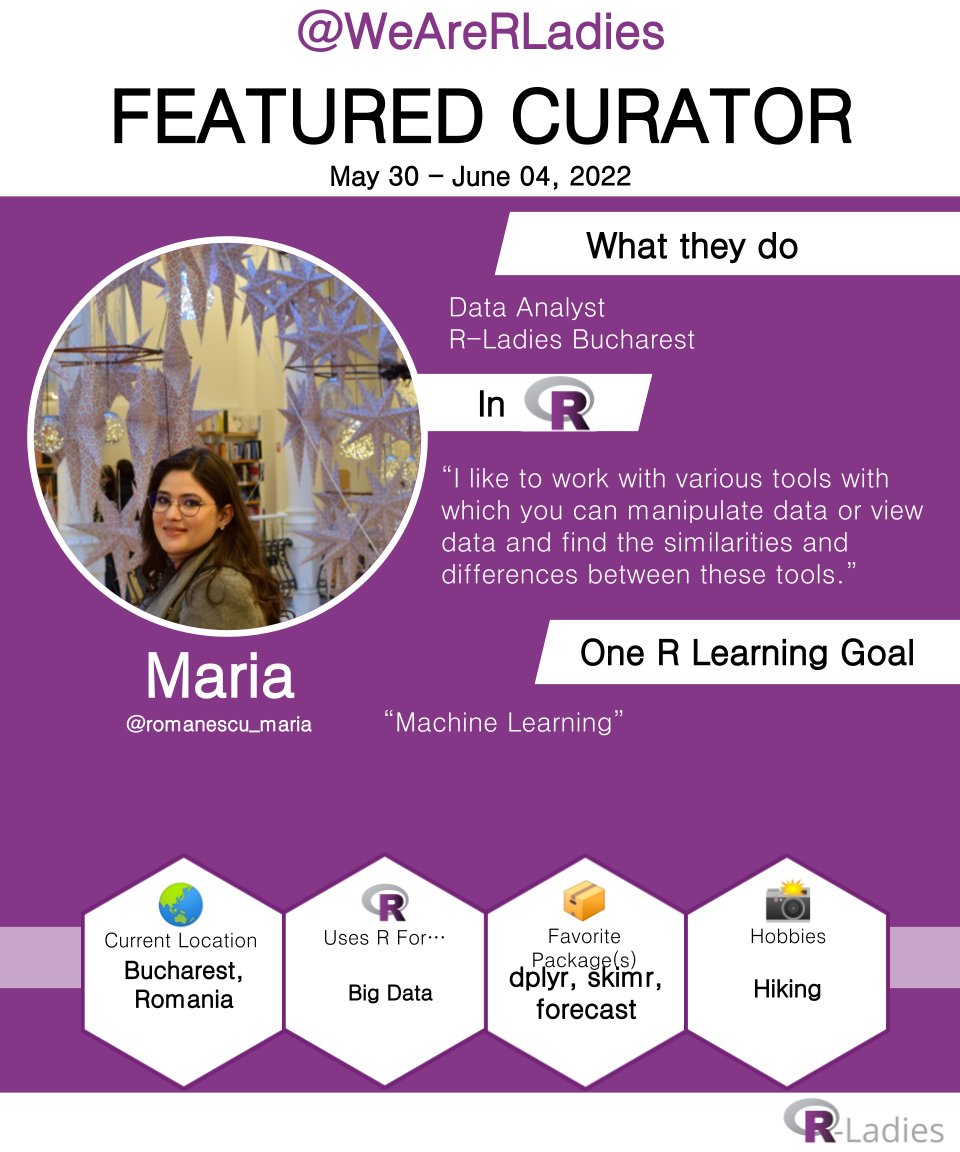 @WeAreRLadies
FEATURED CURATOR
May 30 – June 04, 2022
What they do
Data Analyst
R-Ladies Bucharest
In R
“I like to work with various tools with
which you can manipulate data or view
data and find the similarities and
differences between these tools.”
One R Learning Goal
“Machine Learning”
Maria
@romanescu_maria
Current Location
Bucharest,
Romania
R
Uses R For…
Big Data
Favorite
Package(s)
dplyr, skimr,
forecast
Hobbies
Hiking
R-Ladies